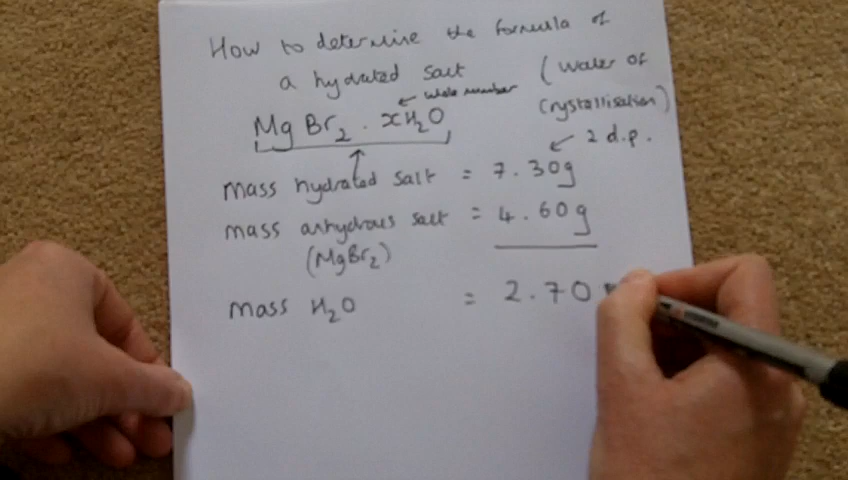 How to determine the formula of
a hydrated salt (water of
crystallisation)
← whole number
MgBr₂ . xH₂O
← 2 d.p.
mass hydrated salt = 7.30g
mass anhydrous salt = 4.60g
(MgBr₂)
mass H₂O = 2.70